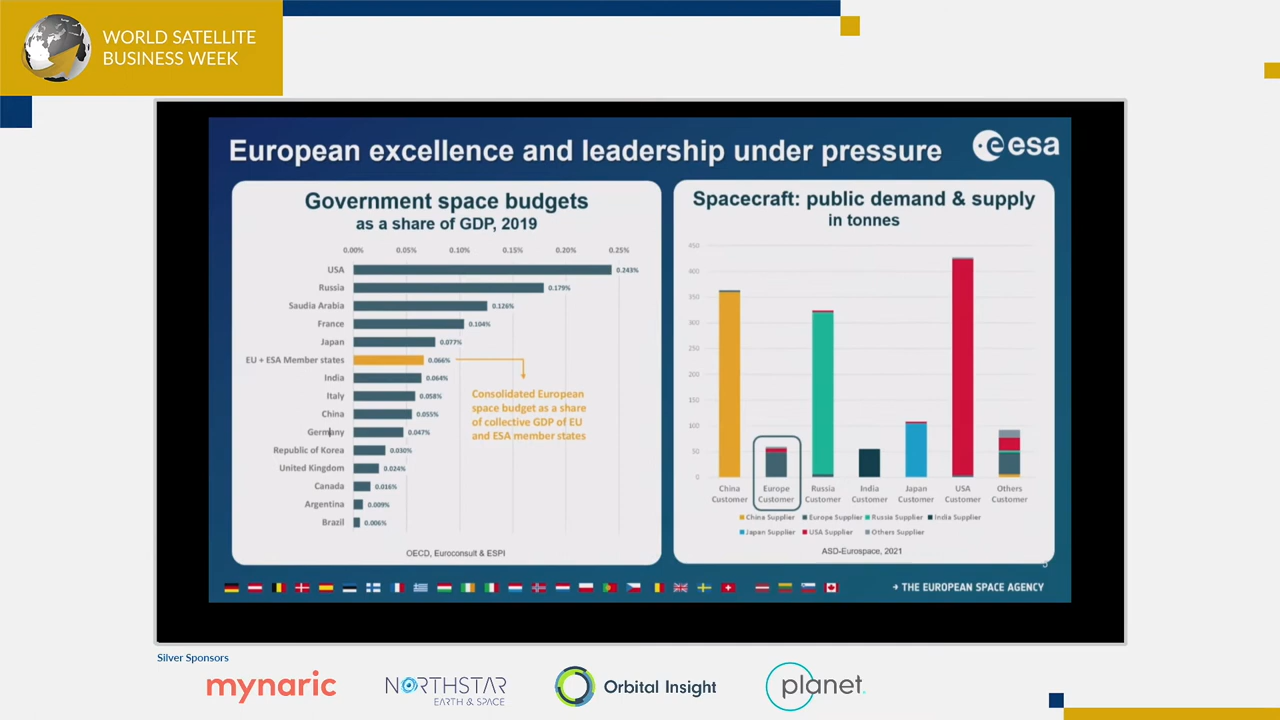 WORLD SATELLITE
BUSINESS WEEK
European excellence and leadership under pressure
esa
Government space budgets
as a share of GDP, 2019
0.00% 0.05% 0.10% 0.15% 0.20% 0.25%
USA 0.243%
Russia 0.179%
Saudia Arabia 0.126%
France 0.104%
Japan 0.077%
EU + ESA Member states 0.066%
India 0.064%
Italy 0.058%
China 0.055%
Germany 0.047%
Republic of Korea 0.030%
United Kingdom 0.024%
Canada 0.016%
Argentina 0.009%
Brazil 0.006%
Consolidated European
space budget as a share
of collective GDP of EU
and ESA member states
OECD, Euroconsult & ESPI
Spacecraft: public demand & supply
in tonnes
450
400
350
300
250
200
150
100
50
0
China Europe Russia India Japan USA Others
Customer Customer Customer Customer Customer Customer Customer
China Supplier Europe Supplier Russie Supplier India Supplier
Japan Supplier USA Supplier Others Supplier
ASD-Eurospace, 2021
5
→ THE EUROPEAN SPACE AGENCY
Silver Sponsors
mynaric
NORTHSTAR
EARTH & SPACE
Orbital Insight
planet.